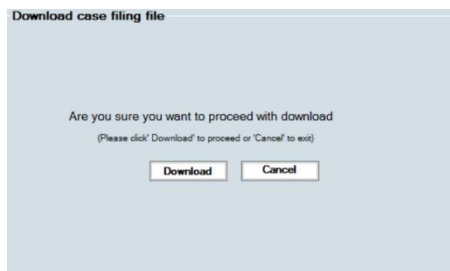 Download case filing file
Are you sure you want to proceed with download
(Please click' Download' to proceed or 'Cancel' to exit)
Download
Cancel